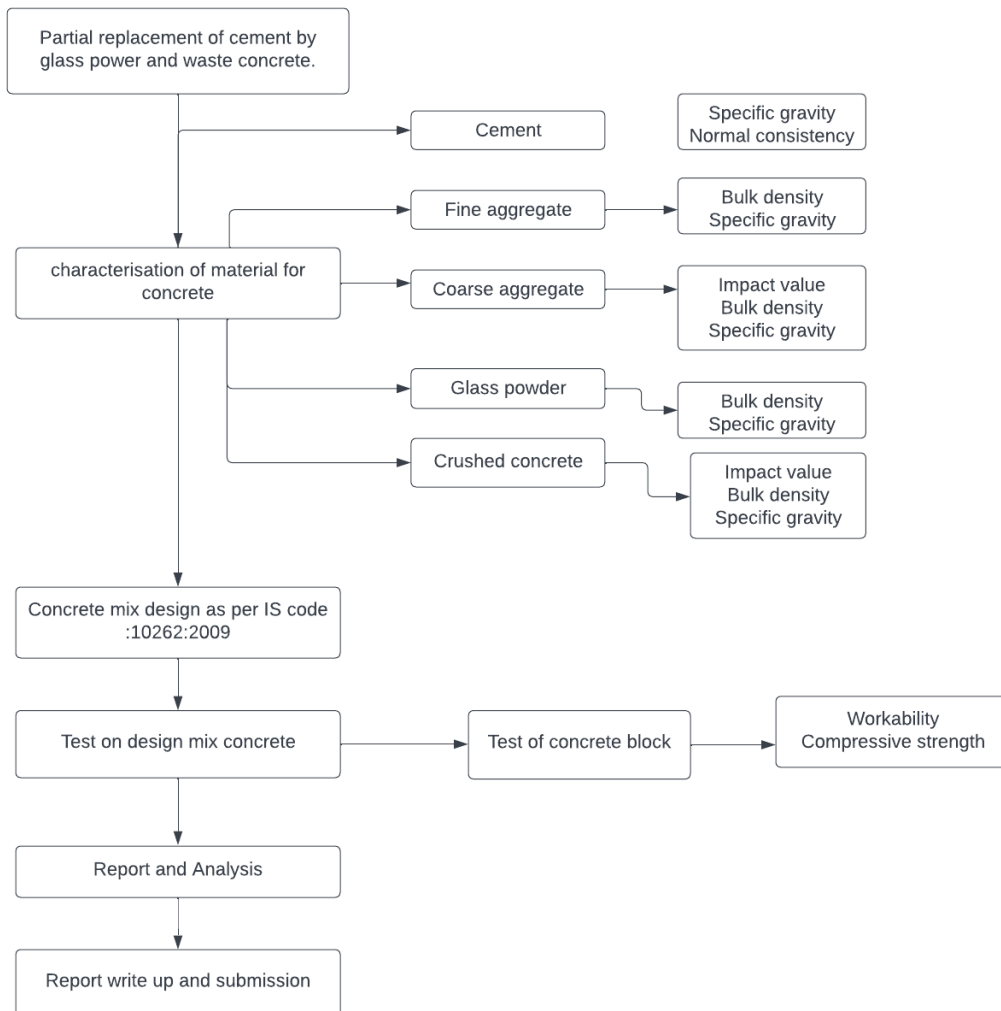 Partial replacement of cement by
glass power and waste concrete.
Cement
Specific gravity
Normal consistency
Fine aggregate
Bulk density
Specific gravity
characterisation of material for
concrete
Coarse aggregate
Impact value
Bulk density
Specific gravity
Glass powder
Bulk density
Specific gravity
Crushed concrete
Impact value
Bulk density
Specific gravity
Concrete mix design as per IS code
:10262:2009
Test on design mix concrete
Test of concrete block
Workability
Compressive strength
Report and Analysis
Report write up and submission